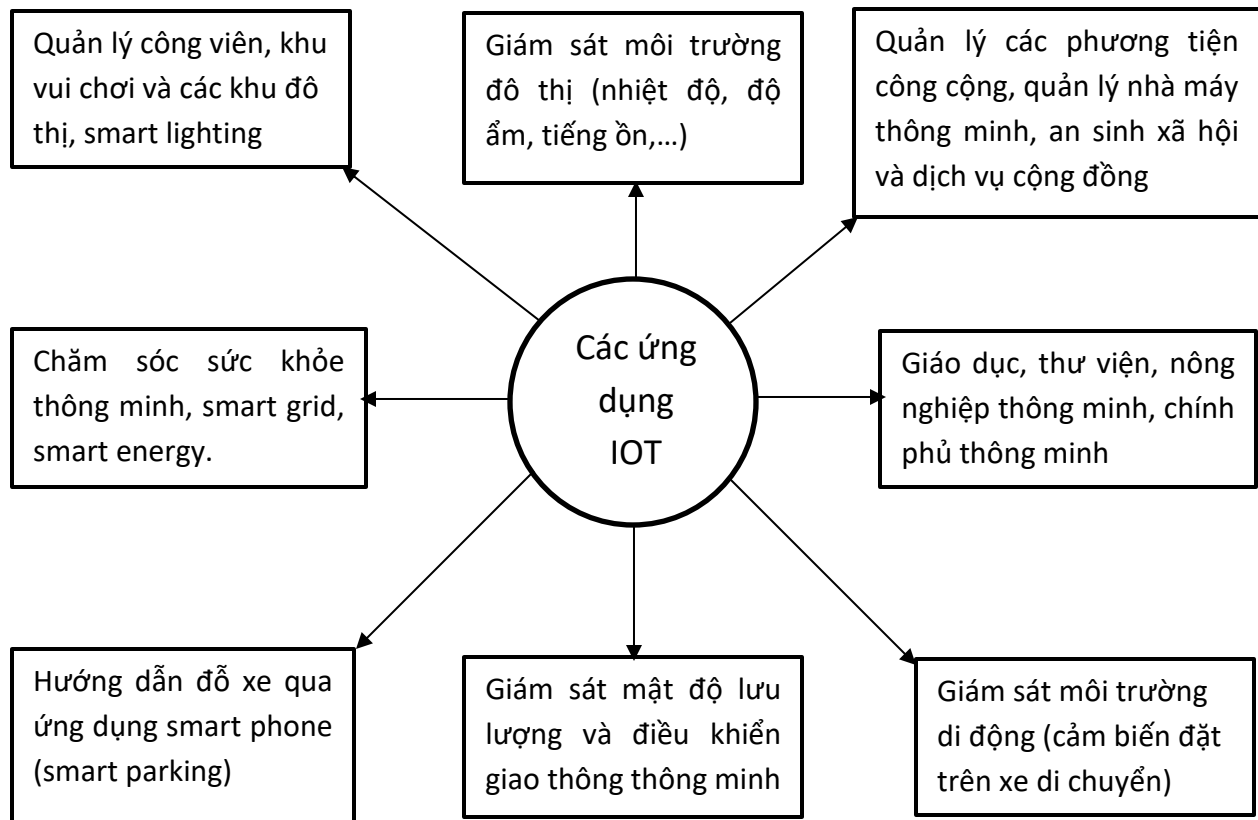 Quản lý công viên, khu
vui chơi và các khu đô
thị, smart lighting
Giám sát môi trường
đô thị (nhiệt độ, độ
ẩm, tiếng ồn,...)
Quản lý các phương tiện
công cộng, quản lý nhà máy
thông minh, an sinh xã hội
và dịch vụ cộng đồng
Chăm sóc sức khỏe
thông minh, smart grid,
smart energy.
Các ứng
dụng
IOT
Giáo dục, thư viện, nông
nghiệp thông minh, chính
phủ thông minh
Hướng dẫn đỗ xe qua
ứng dụng smart phone
(smart parking)
Giám sát mật độ lưu
lượng và điều khiển
giao thông thông minh
Giám sát môi trường
di động (cảm biến đặt
trên xe di chuyển)